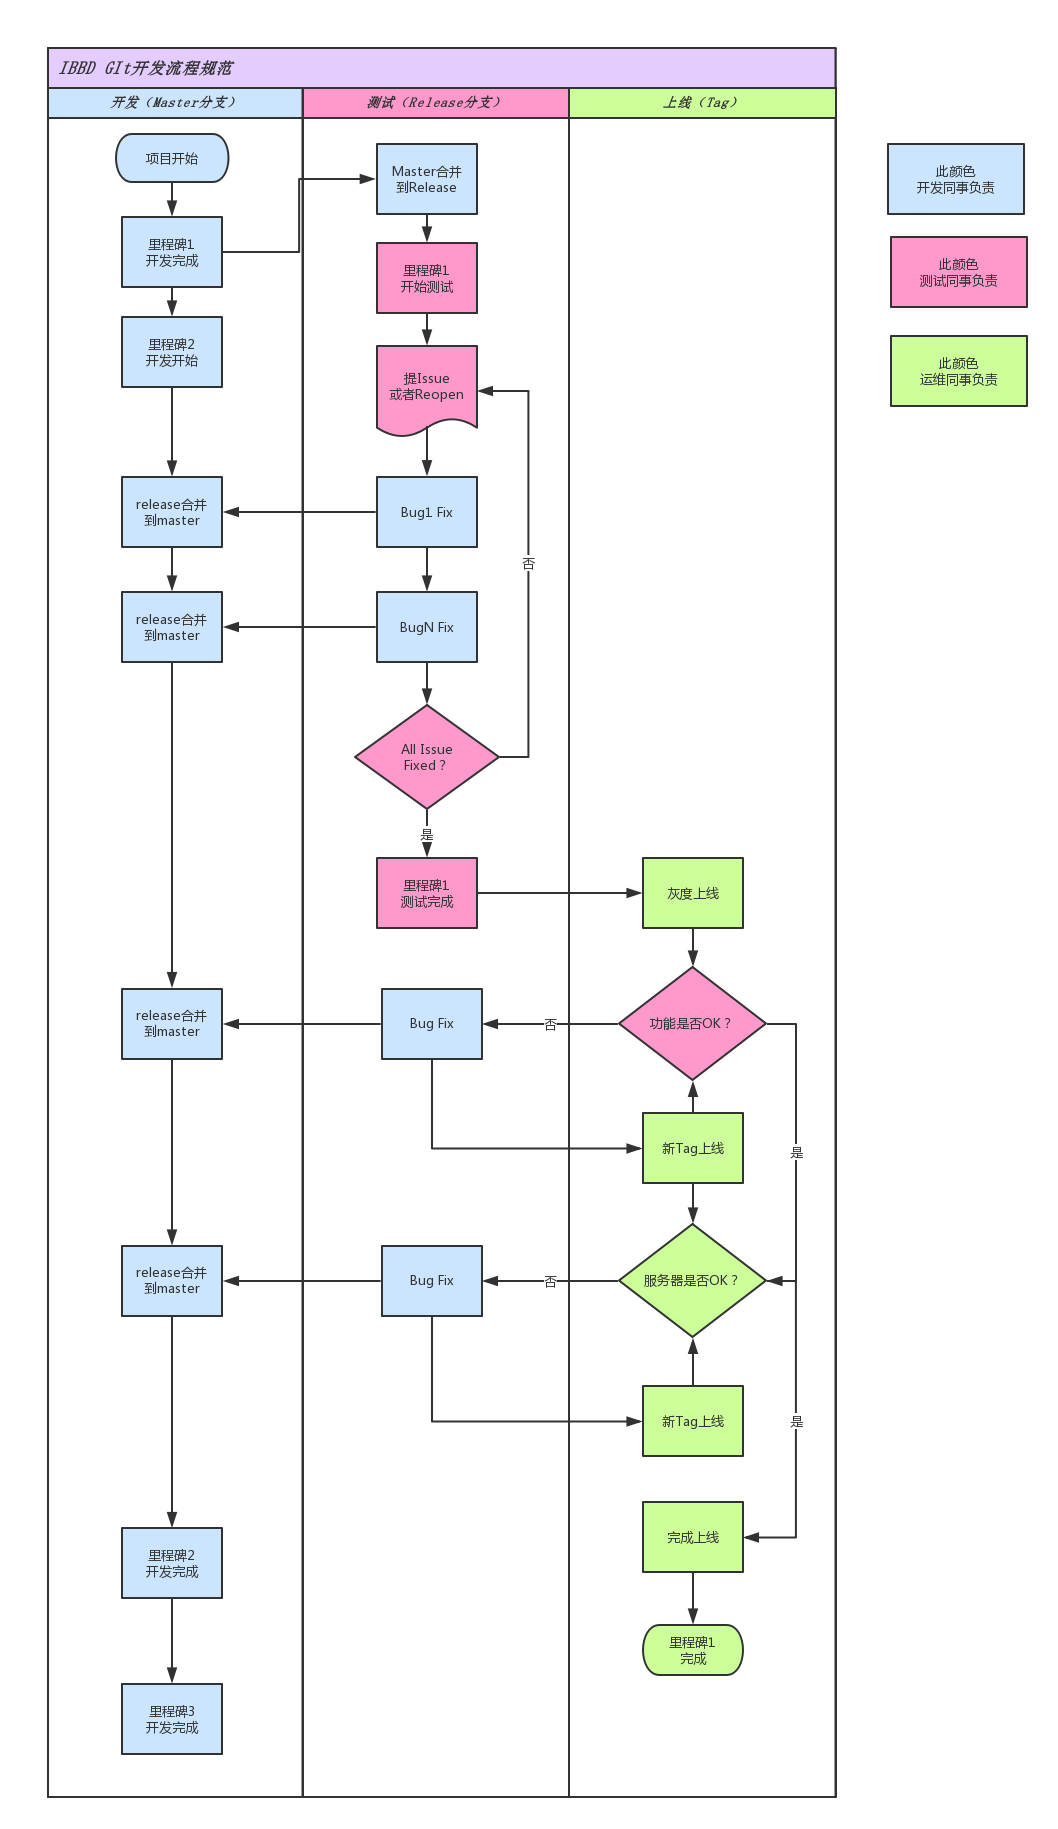 IBBD GIt开发流程规范
开发（Master分支）
测试（Release分支）
上线（Tag）
项目开始
里程碑1
开发完成
里程碑2
开发开始
release合并
到master
release合并
到master
release合并
到master
release合并
到master
里程碑2
开发完成
里程碑3
开发完成
Master合并
到Release
里程碑1
开始测试
提Issue
或者Reopen
Bug1 Fix
否
BugN Fix
All Issue
Fixed？
是
里程碑1
测试完成
Bug Fix
否
Bug Fix
否
灰度上线
功能是否OK？
新Tag上线
是
服务器是否OK？
新Tag上线
是
完成上线
里程碑1
完成
此颜色
开发同事负责
此颜色
测试同事负责
此颜色
运维同事负责